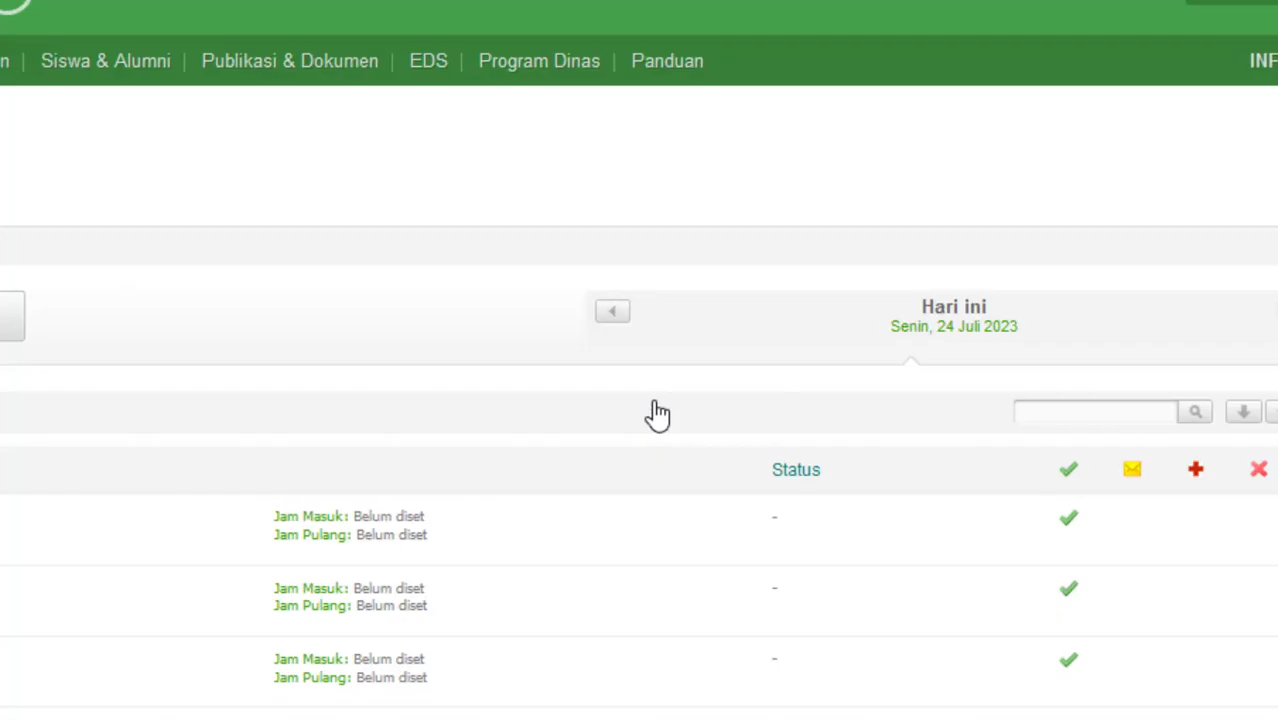 n | Siswa & Alumni | Publikasi & Dokumen | EDS | Program Dinas | Panduan INF
Hari ini
Senin, 24 Juli 2023
Status
Jam Masuk: Belum diset -
Jam Pulang: Belum diset
Jam Masuk: Belum diset -
Jam Pulang: Belum diset
Jam Masuk: Belum diset -
Jam Pulang: Belum diset